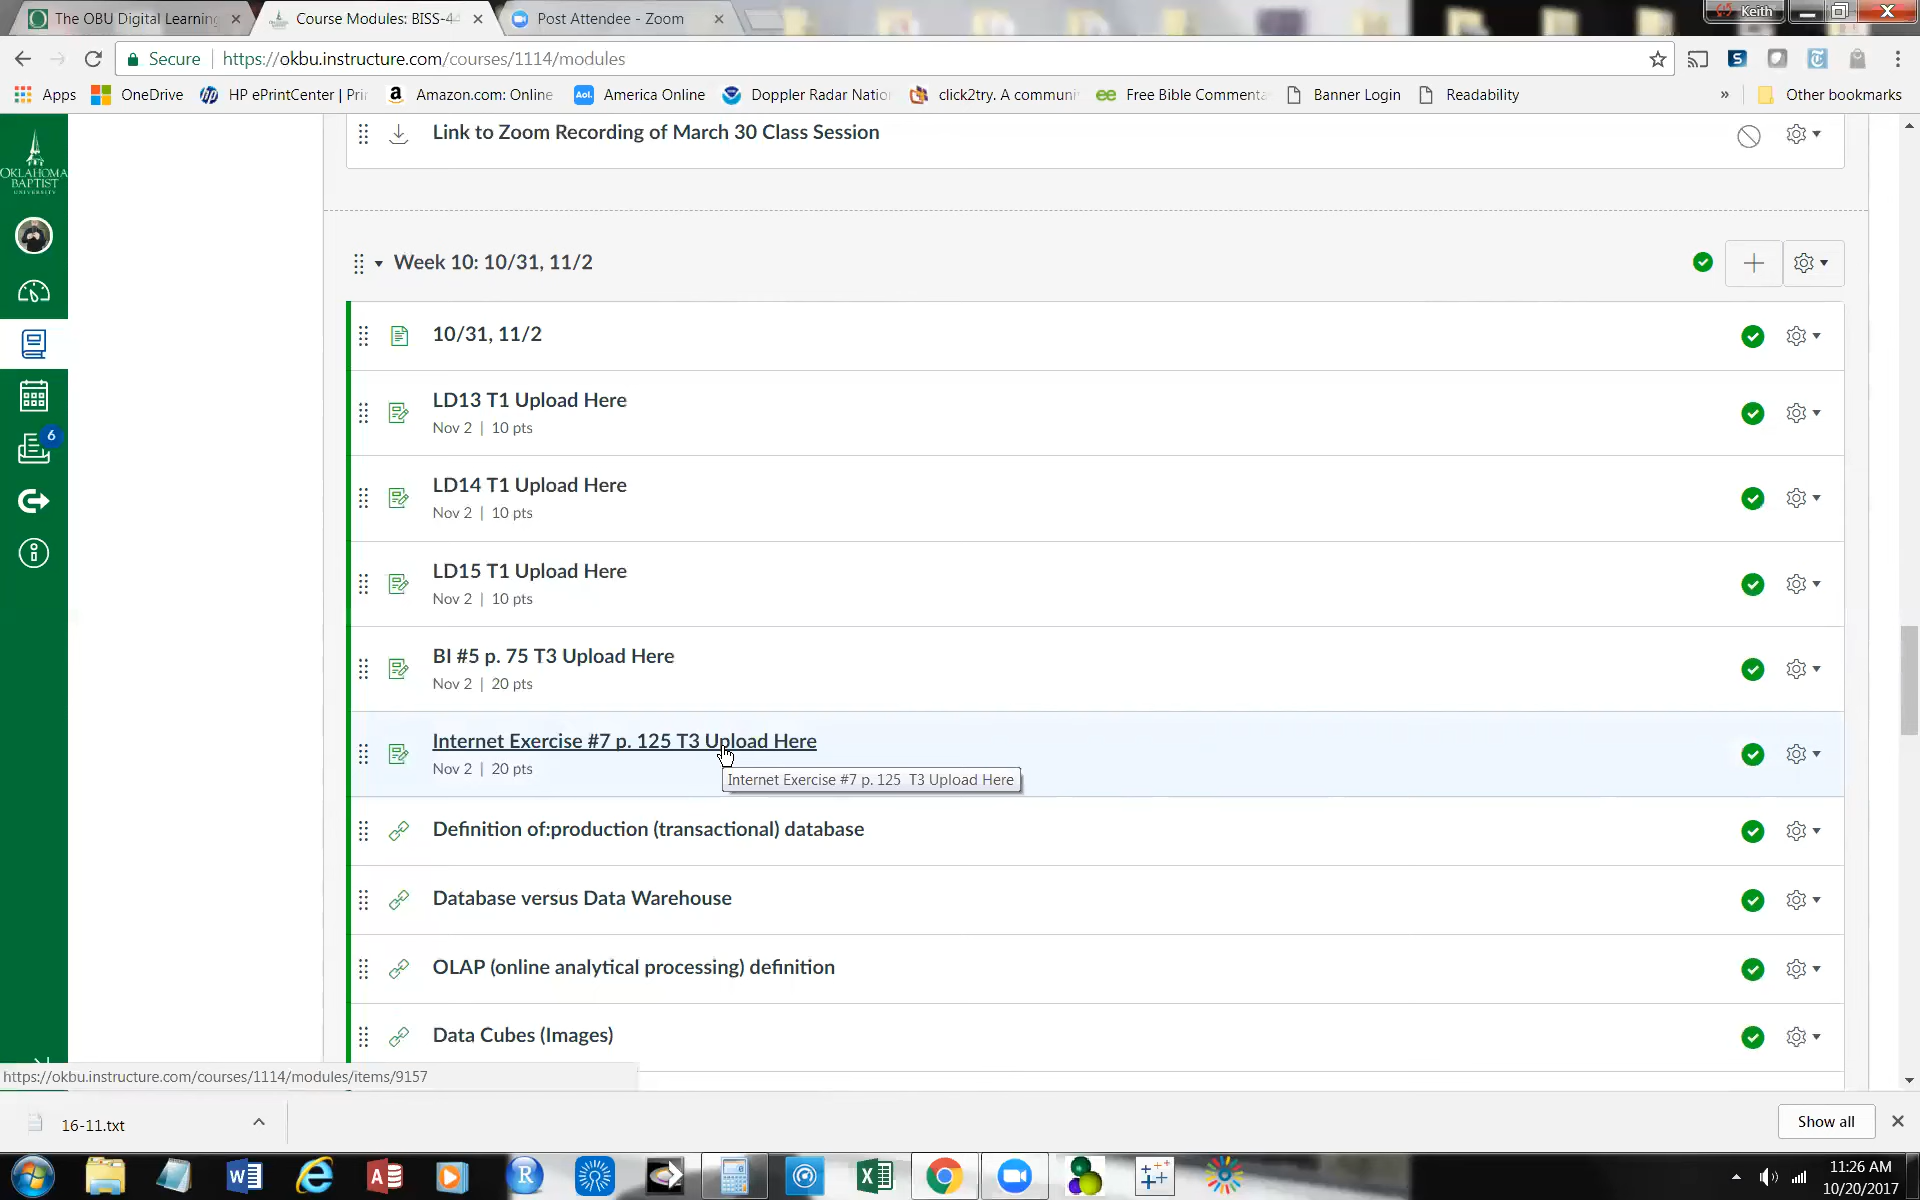 The OBU Digital Learning
Course Modules: BISS-44
Post Attendee - Zoom
Keith
Secure
https://okbu.instructure.com/courses/1114/modules
Apps
OneDrive
HP ePrintCenter | Pri
Amazon.com: Online
America Online
Doppler Radar Natio
click2try. A communi
Free Bible Commenta
Banner Login
Readability
»
Other bookmarks
OKLAHOMA
BAPTIST
UNIVERSITY
6
Link to Zoom Recording of March 30 Class Session
Week 10: 10/31, 11/2
10/31, 11/2
LD13 T1 Upload Here
Nov 2 | 10 pts
LD14 T1 Upload Here
Nov 2 | 10 pts
LD15 T1 Upload Here
Nov 2 | 10 pts
BI #5 p. 75 T3 Upload Here
Nov 2 | 20 pts
Internet Exercise #7 p. 125 T3 Upload Here
Nov 2 | 20 pts
Internet Exercise #7 p. 125  T3 Upload Here
Definition of:production (transactional) database
Database versus Data Warehouse
OLAP (online analytical processing) definition
Data Cubes (Images)
https://okbu.instructure.com/courses/1114/modules/items/9157
16-11.txt
Show all
11:26 AM
10/20/2017